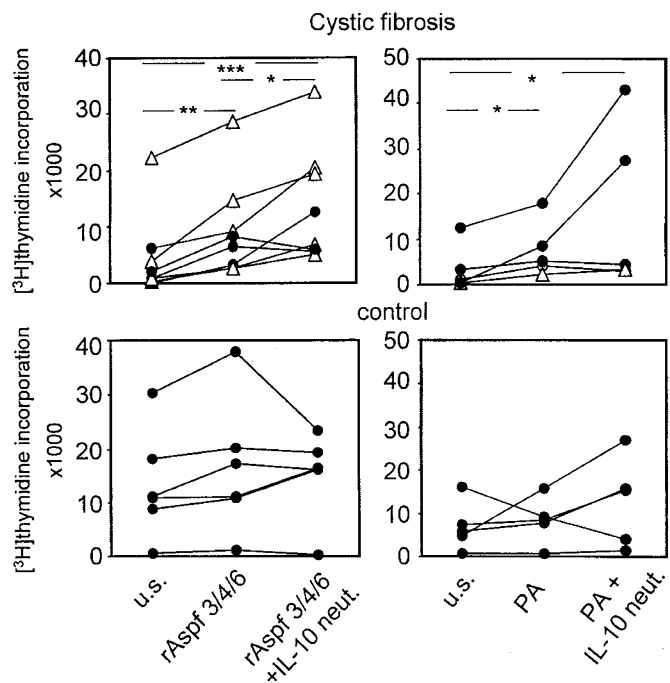 Cystic fibrosis
[³H]thymidine incorporation
x1000
40
30
20
10
0
***
*
**
50
40
30
20
10
0
*
*
control
[³H]thymidine incorporation
x1000
40
30
20
10
0
50
40
30
20
10
0
u.s.
rAspf 3/4/6
rAspf 3/4/6
+IL-10 neut.
u.s.
PA
PA +
IL-10 neut.